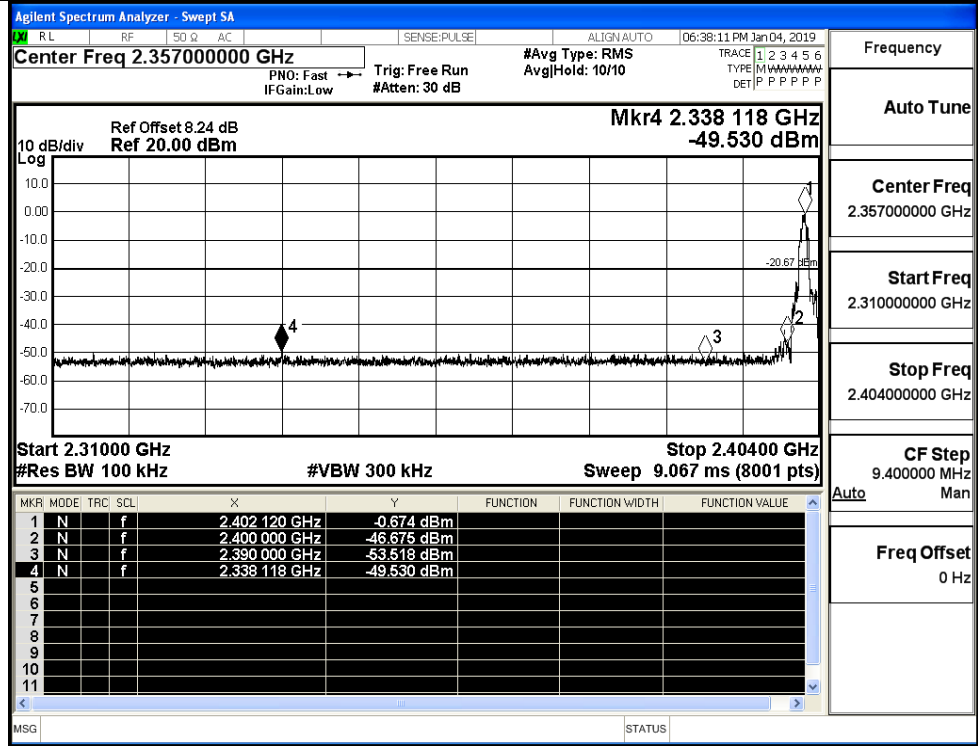 Agilent Spectrum Analyzer - Swept SA
LXI RL RF 50 Ω AC SENSE:PULSE ALIGN AUTO 06:38:11 PM Jan 04, 2019
Center Freq 2.357000000 GHz
PNO: Fast
IFGain:Low
Trig: Free Run
#Atten: 30 dB
#Avg Type: RMS
Avg|Hold: 10/10
TRACE 1 2 3 4 5 6
TYPE M WWWWW
DET P P P P P P
Ref Offset 8.24 dB
10 dB/div Ref 20.00 dBm
Log
Mkr4 2.338 118 GHz
-49.530 dBm
10.0
0.00
-10.0
-20.0
-30.0
-40.0
-50.0
-60.0
-70.0
1
-20.67 dBm
2
3
4
Start 2.31000 GHz Stop 2.40400 GHz
#Res BW 100 kHz #VBW 300 kHz Sweep 9.067 ms (8001 pts)
MKR MODE TRC SCL X Y FUNCTION FUNCTION WIDTH FUNCTION VALUE
1 N f 2.402 120 GHz -0.674 dBm
2 N f 2.400 000 GHz -46.675 dBm
3 N f 2.390 000 GHz -53.518 dBm
4 N f 2.338 118 GHz -49.530 dBm
5
6
7
8
9
10
11
MSG STATUS
Frequency
Auto Tune
Center Freq
2.357000000 GHz
Start Freq
2.310000000 GHz
Stop Freq
2.404000000 GHz
CF Step
9.400000 MHz
Auto Man
Freq Offset
0 Hz